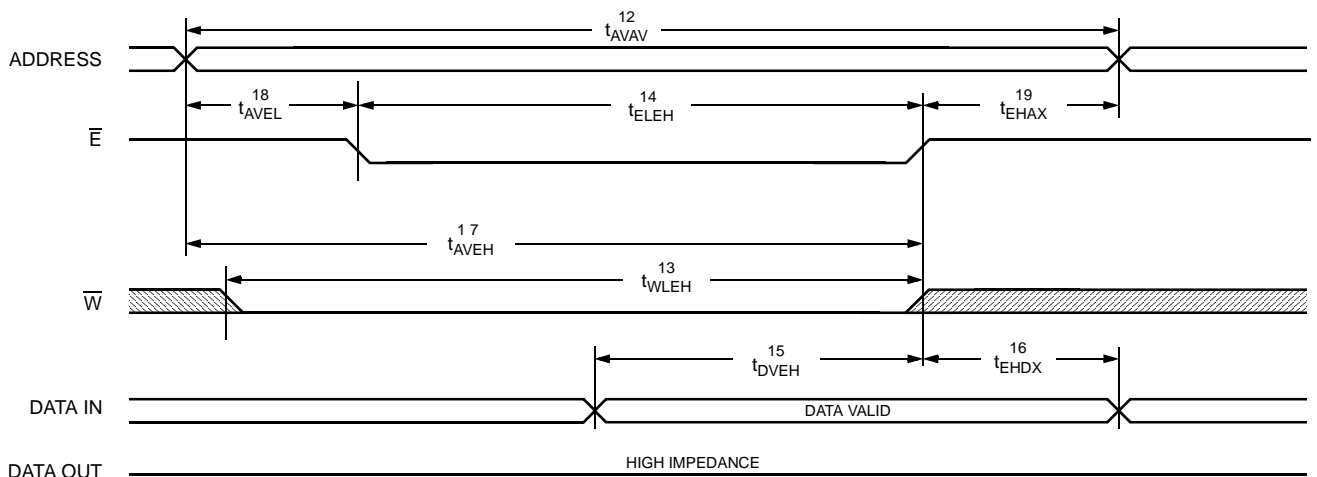 12
tAVAV
ADDRESS
18
tAVEL
14
tELEH
19
tEHAX
E̅
1 7
tAVEH
13
tWLEH
W̅
15
tDVEH
16
tEHDX
DATA IN
DATA VALID
DATA OUT
HIGH IMPEDANCE